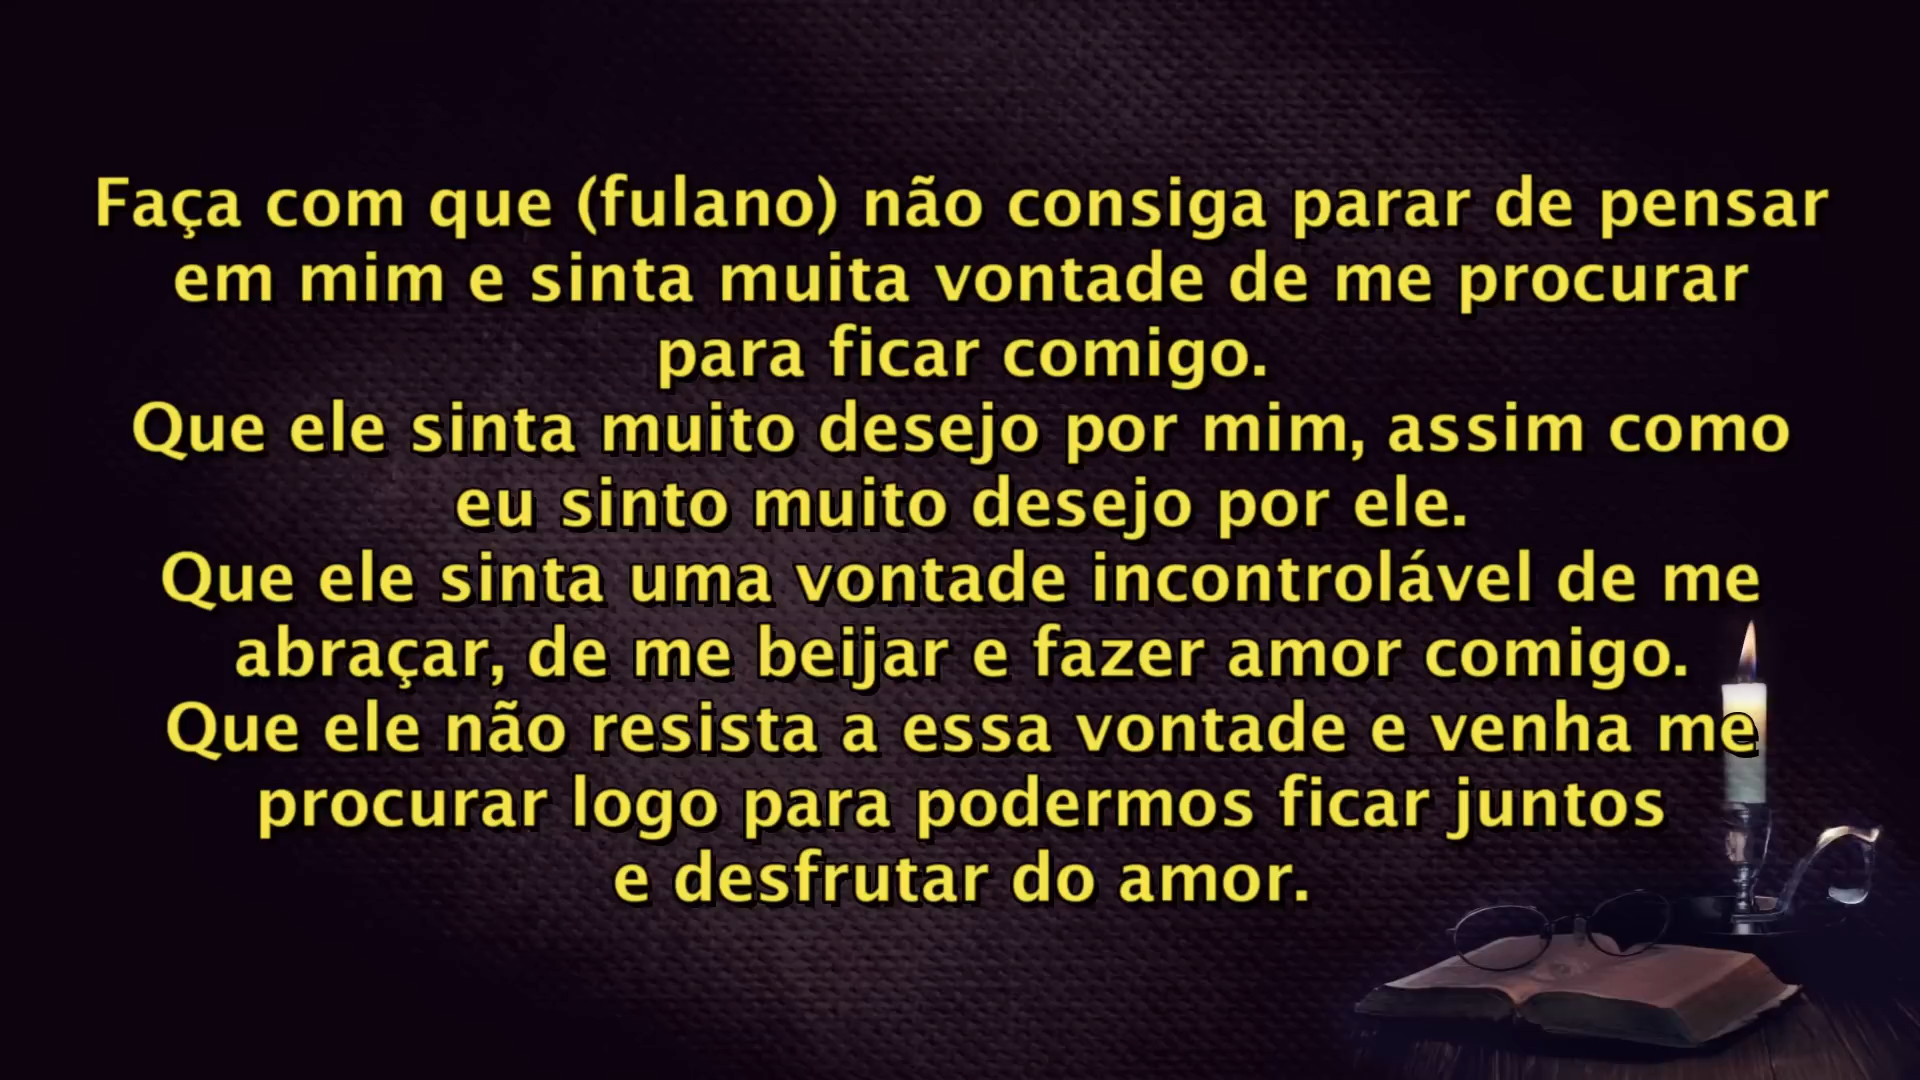 Faça com que (fulano) não consiga parar de pensar
em mim e sinta muita vontade de me procurar
para ficar comigo.
Que ele sinta muito desejo por mim, assim como
eu sinto muito desejo por ele.
Que ele sinta uma vontade incontrolável de me
abraçar, de me beijar e fazer amor comigo.
Que ele não resista a essa vontade e venha me
procurar logo para podermos ficar juntos
e desfrutar do amor.